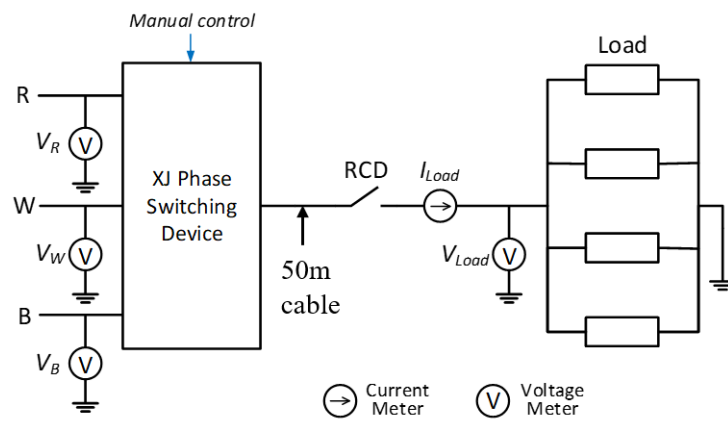 Manual control
Load
R
V_R
V
XJ Phase
Switching
Device
RCD
I_Load
W
V_W
V
50m
cable
V_Load
V
B
V_B
V
Current
Meter
V
Voltage
Meter